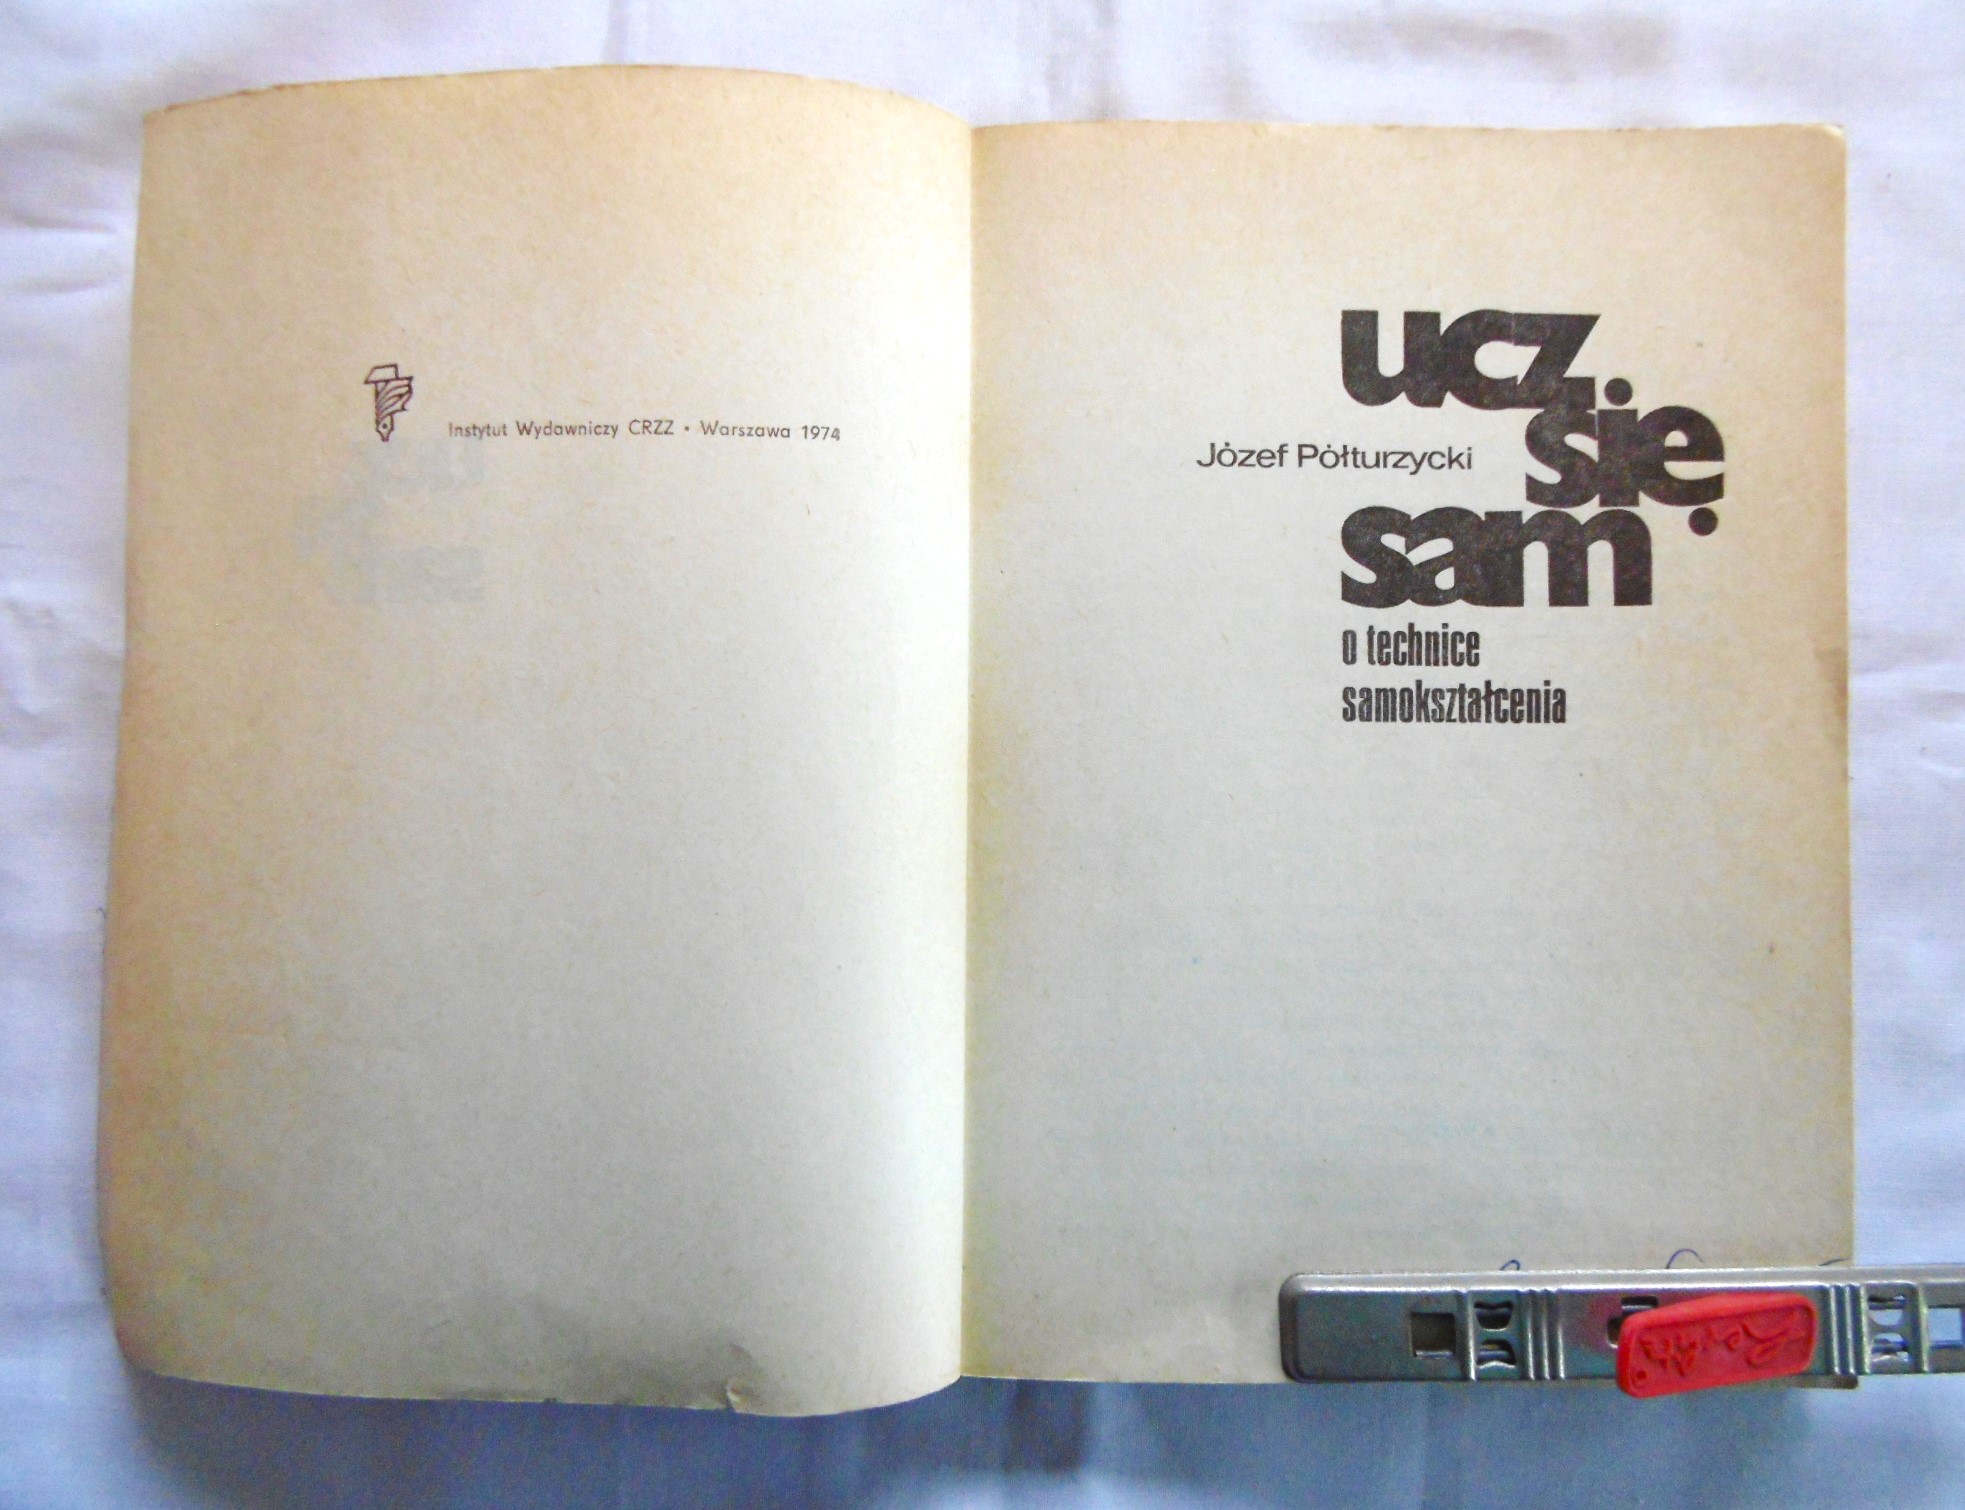 Instytut Wydawniczy CRZZ • Warszawa 1974
ucz
się
Józef Półturzycki
sam
o technice
samokształcenia